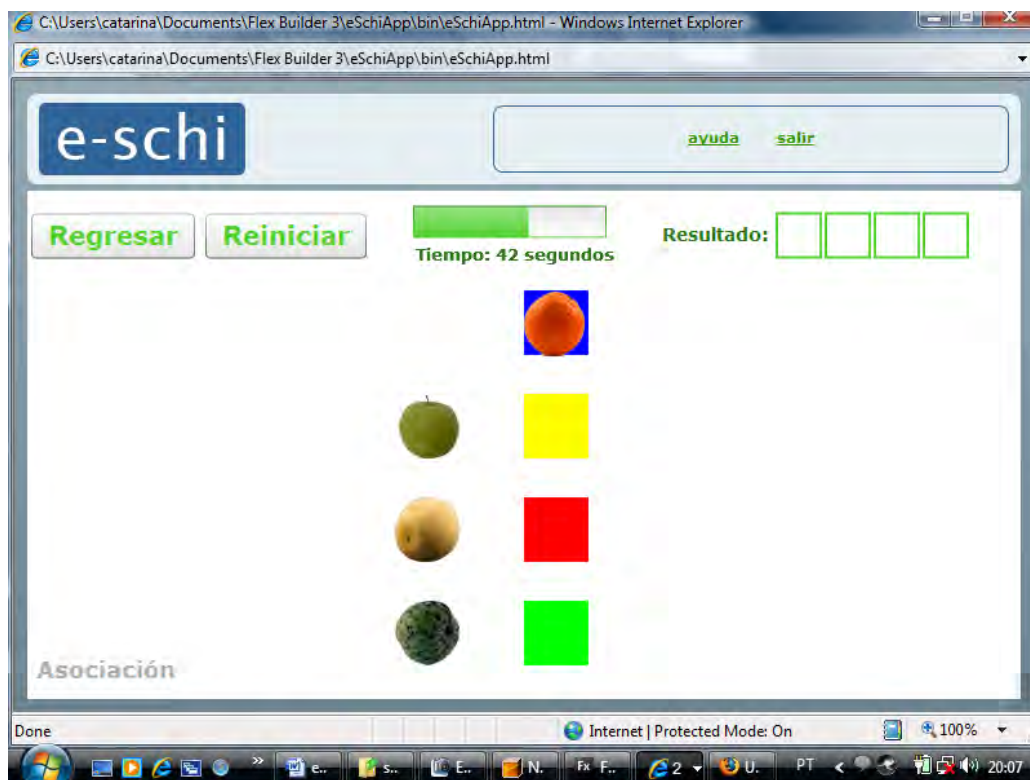 C:\Users\catarina\Documents\Flex Builder 3\eSchiApp\bin\eSchiApp.html - Windows Internet Explorer
C:\Users\catarina\Documents\Flex Builder 3\eSchiApp\bin\eSchiApp.html
e-schi
ayuda salir
Regresar Reiniciar
Tiempo: 42 segundos
Resultado:
Asociación
Done Internet | Protected Mode: On 100%
e.. s.. E.. N.. Fx F.. 2 U.. PT 20:07